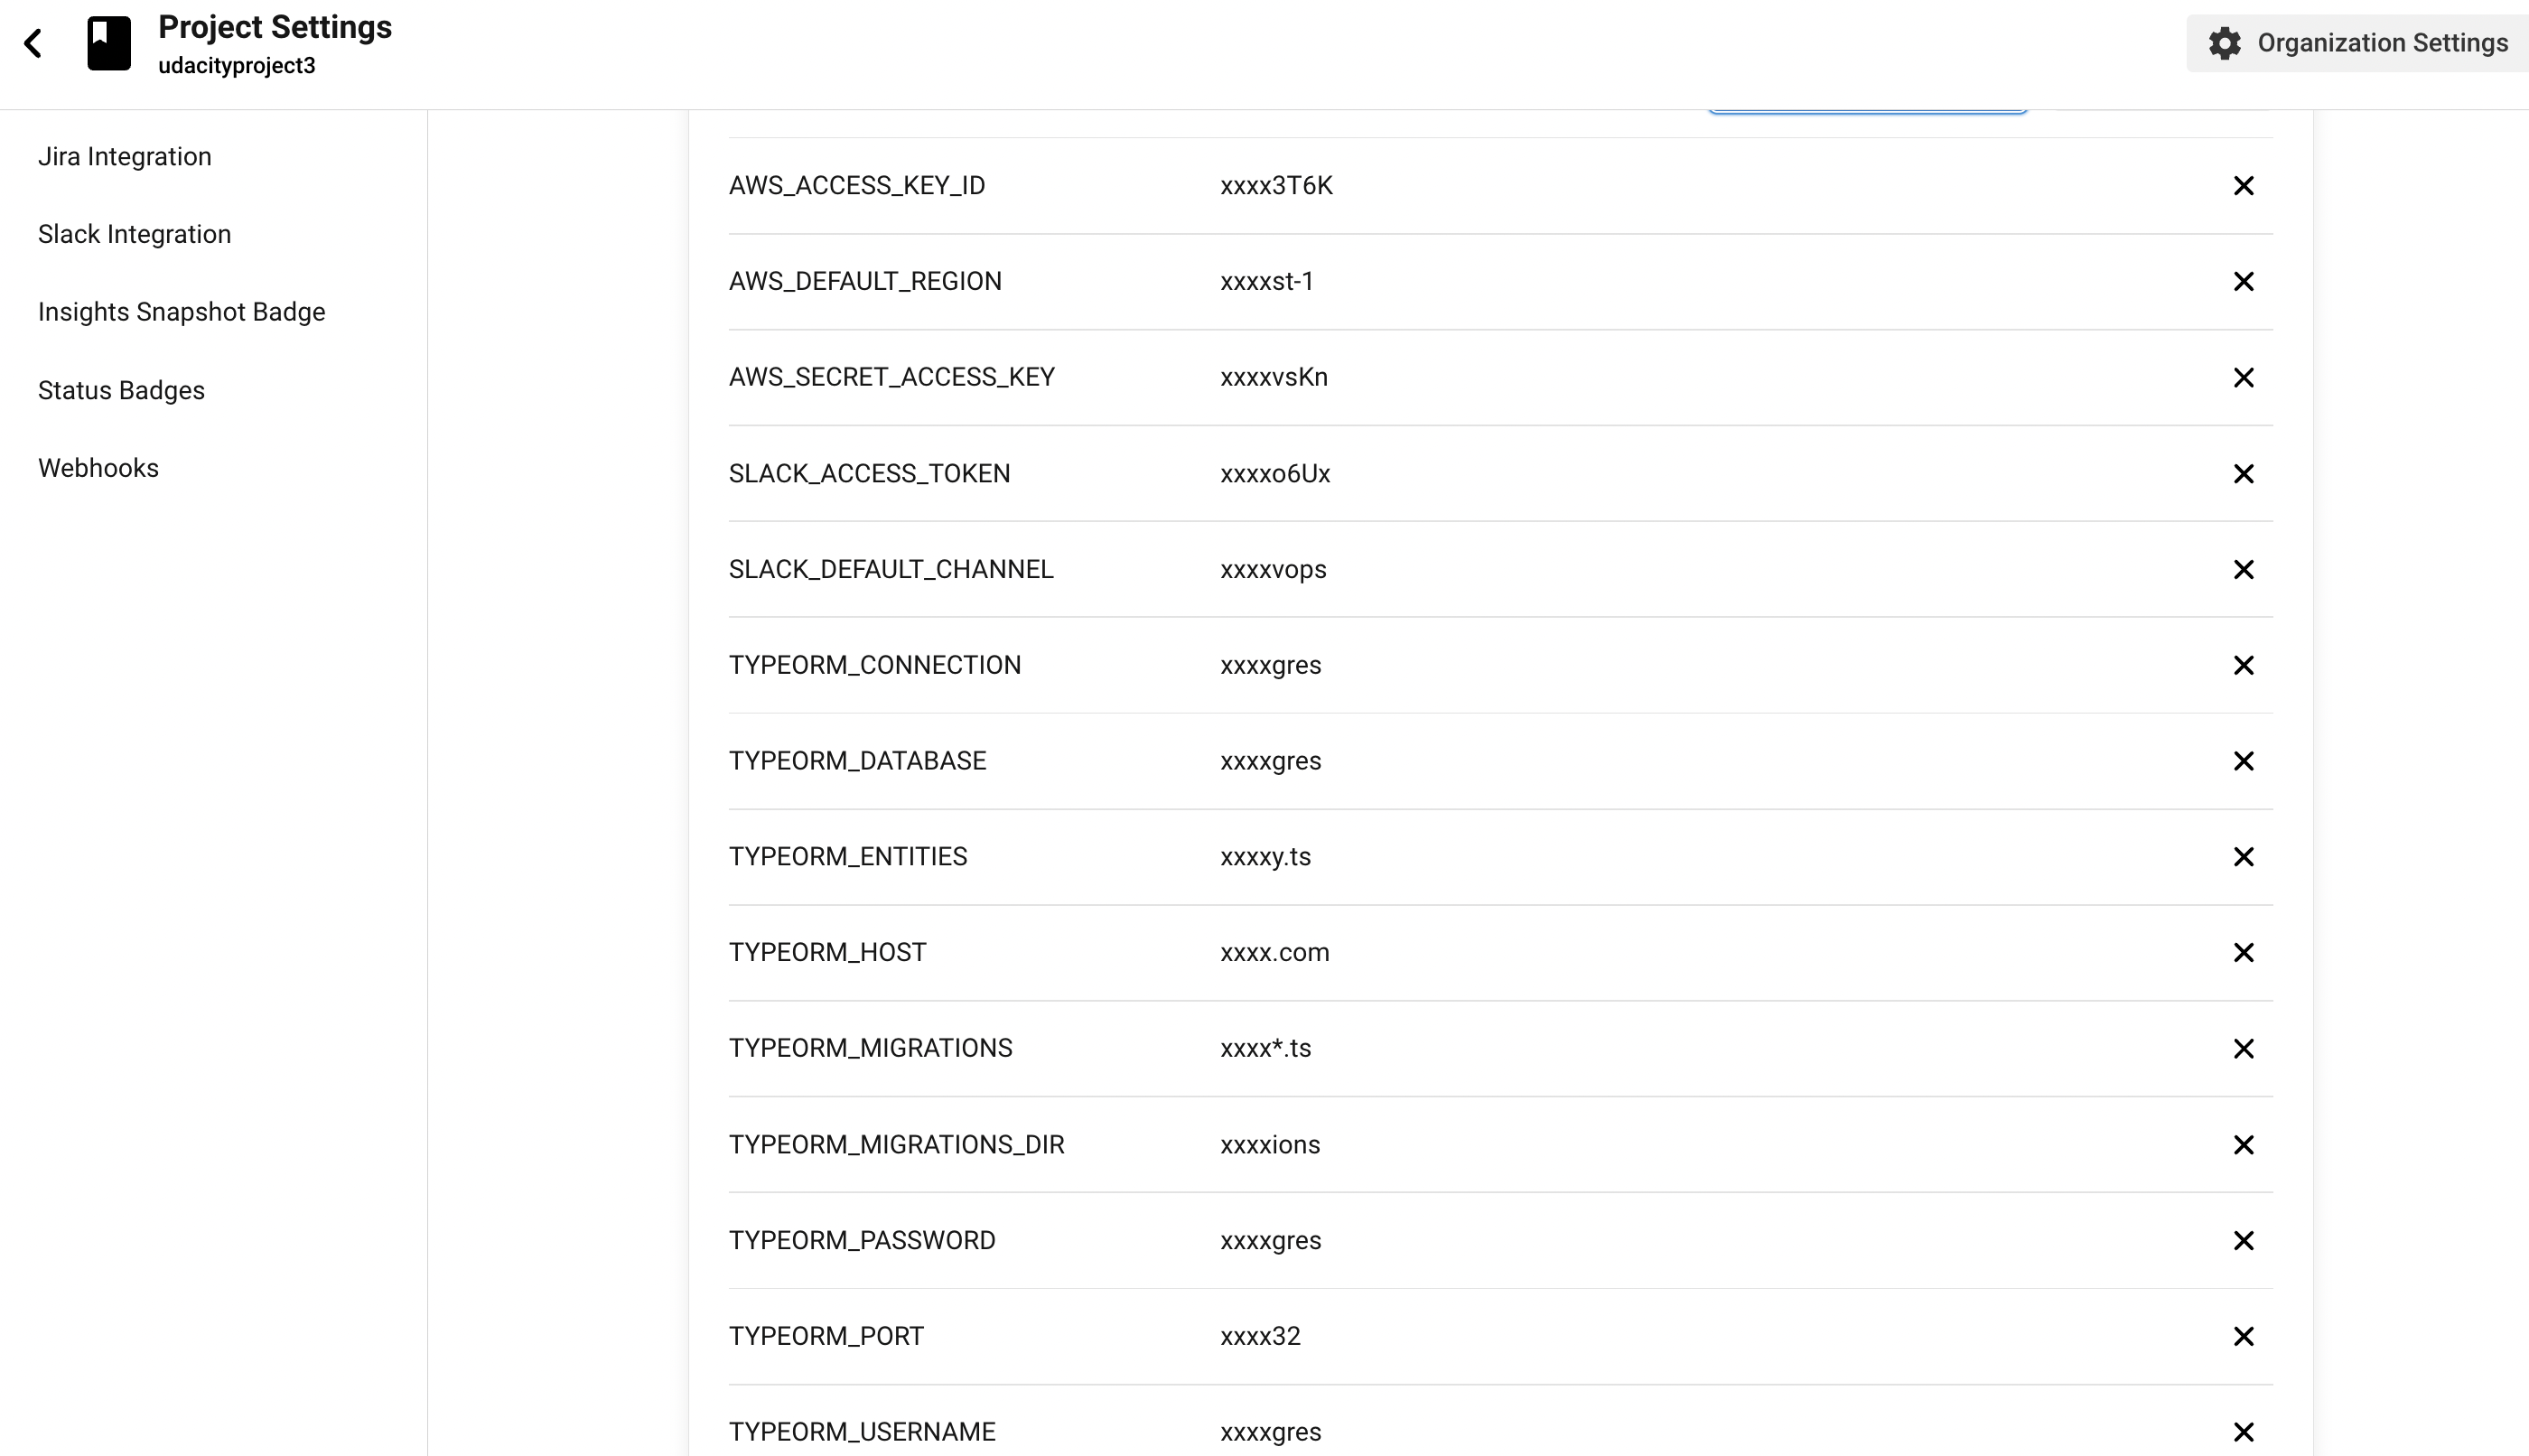 Project Settings
udacityproject3
Organization Settings
Jira Integration
Slack Integration
Insights Snapshot Badge
Status Badges
Webhooks
AWS_ACCESS_KEY_ID xxxx3T6K
AWS_DEFAULT_REGION xxxxst-1
AWS_SECRET_ACCESS_KEY xxxxvsKn
SLACK_ACCESS_TOKEN xxxxo6Ux
SLACK_DEFAULT_CHANNEL xxxxvops
TYPEORM_CONNECTION xxxxgres
TYPEORM_DATABASE xxxxgres
TYPEORM_ENTITIES xxxxy.ts
TYPEORM_HOST xxxx.com
TYPEORM_MIGRATIONS xxxx*.ts
TYPEORM_MIGRATIONS_DIR xxxxions
TYPEORM_PASSWORD xxxxgres
TYPEORM_PORT xxxx32
TYPEORM_USERNAME xxxxgres